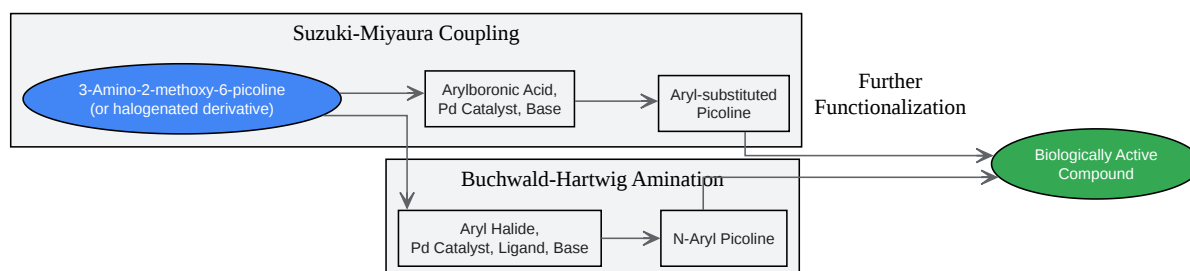 Suzuki-Miyaura Coupling
3-Amino-2-methoxy-6-picoline
(or halogenated derivative)
Arylboronic Acid,
Pd Catalyst, Base
Aryl-substituted
Picoline
Further
Functionalization
Biologically Active
Compound
Buchwald-Hartwig Amination
Aryl Halide,
Pd Catalyst, Ligand, Base
N-Aryl Picoline